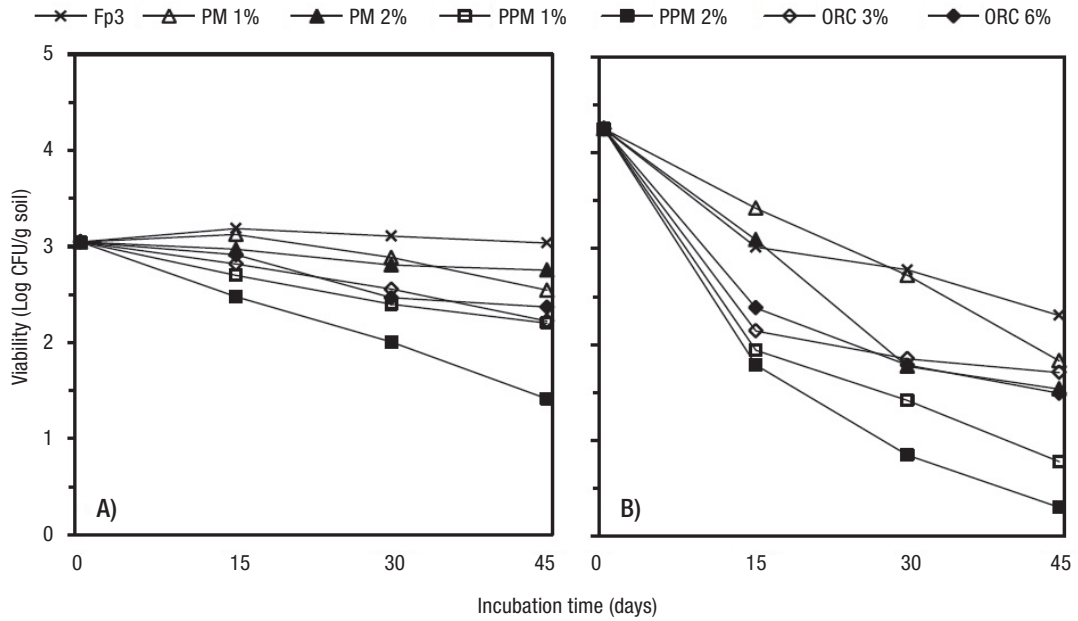 Fp3 PM 1% PM 2% PPM 1% PPM 2% ORC 3% ORC 6%
Viability (Log CFU/g soil)
5
4
3
2
1
0
A)
B)
0 15 30 45 0 15 30 45
Incubation time (days)